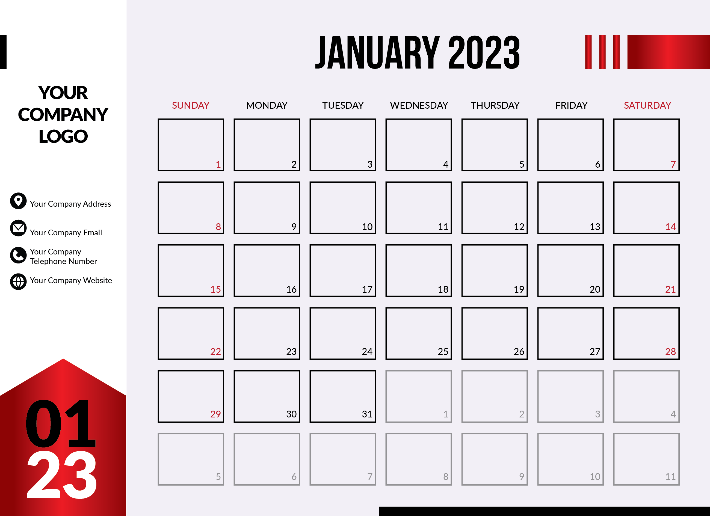 JANUARY 2023
YOUR
COMPANY
LOGO
Your Company Address
Your Company Email
Your Company
Telephone Number
Your Company Website
01
23
SUNDAY MONDAY TUESDAY WEDNESDAY THURSDAY FRIDAY SATURDAY
1 2 3 4 5 6 7
8 9 10 11 12 13 14
15 16 17 18 19 20 21
22 23 24 25 26 27 28
29 30 31 1 2 3 4
5 6 7 8 9 10 11